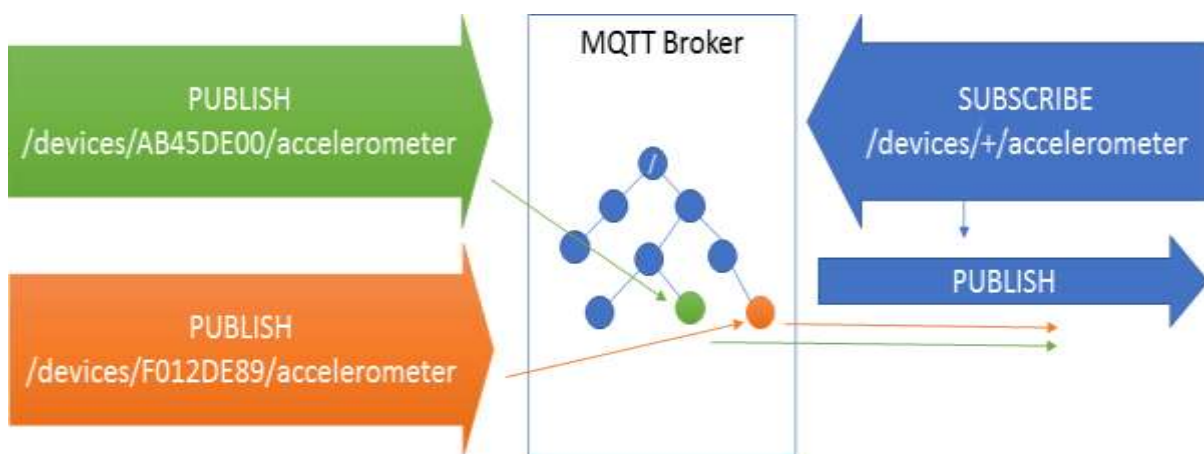 PUBLISH
/devices/AB45DE00/accelerometer
PUBLISH
/devices/F012DE89/accelerometer
MQTT Broker
/
SUBSCRIBE
/devices/+/accelerometer
PUBLISH